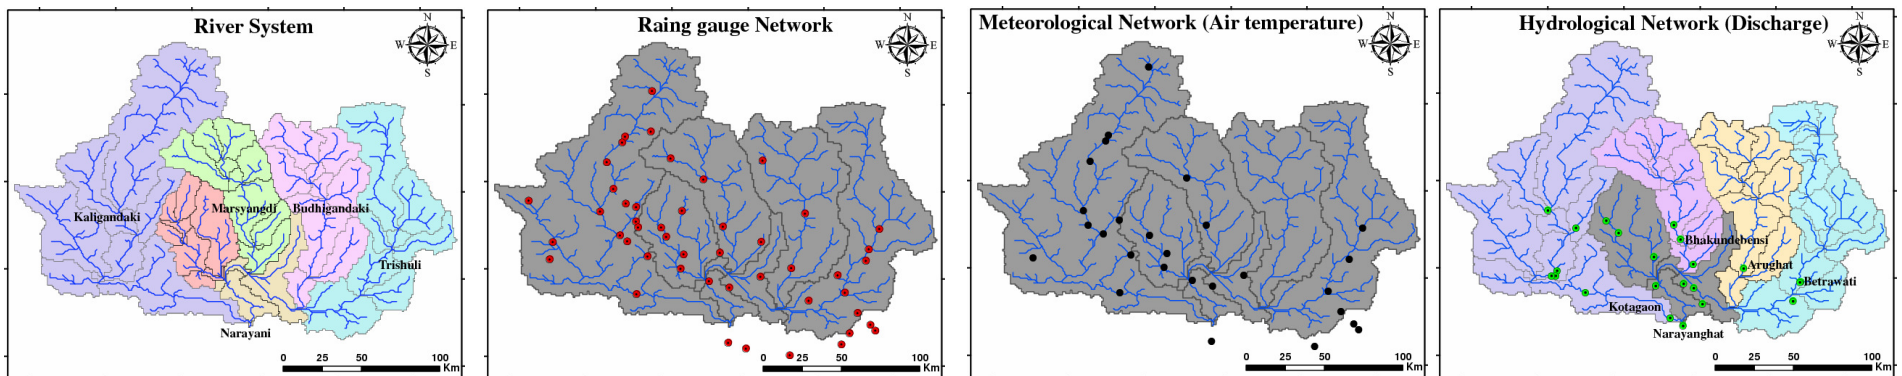 River System
N
W E
S
Kaligandaki
Marsyangdi
Budhigandaki
Trishuli
Narayani
0 25 50 100
Km
Raing gauge Network
N
W E
S
0 25 50 100
Km
Meteorological Network (Air temperature)
N
W E
S
0 25 50 100
Km
Hydrological Network (Discharge)
N
W E
S
Bhakundebensi
Arughat
Betrawati
Kotagaon
Narayanghat
0 25 50 100
Km